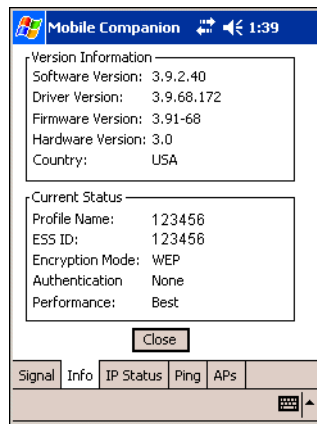 Mobile Companion 1:39
Version Information
Software Version: 3.9.2.40
Driver Version: 3.9.68.172
Firmware Version: 3.91-68
Hardware Version: 3.0
Country: USA
Current Status
Profile Name: 123456
ESS ID: 123456
Encryption Mode: WEP
Authentication None
Performance: Best
Close
Signal Info IP Status Ping APs